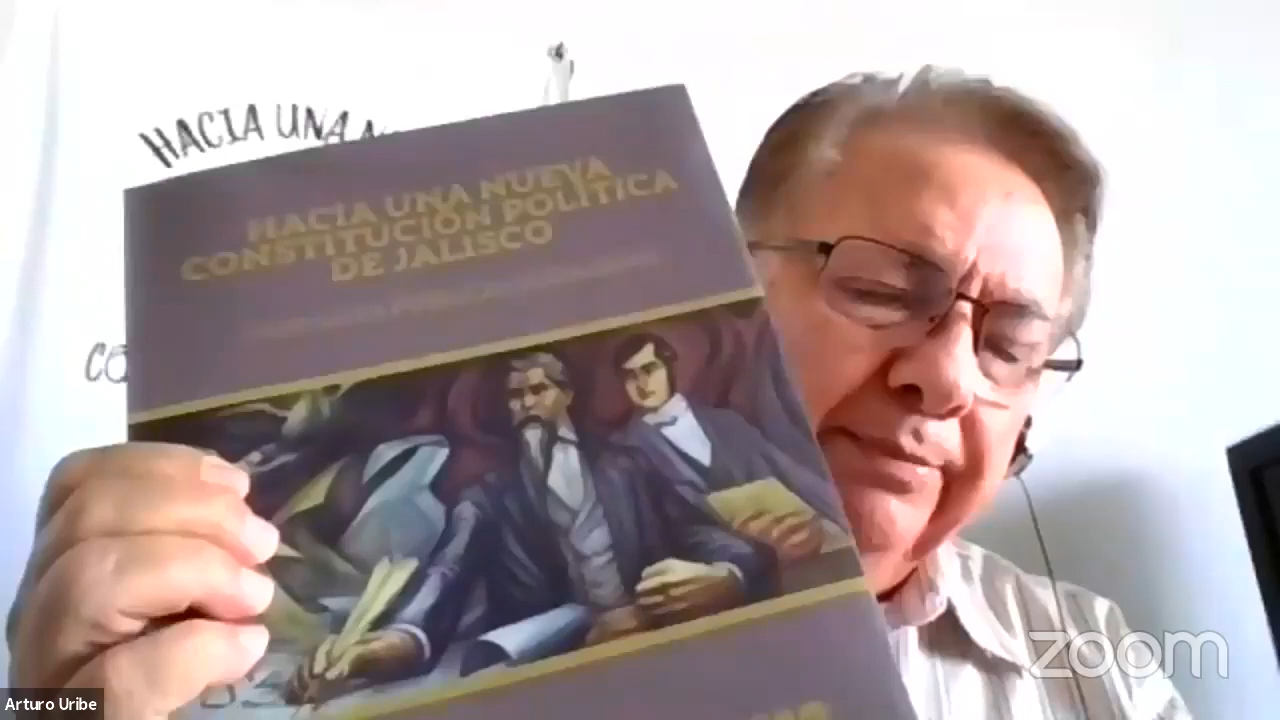 HACIA UNA
HACIA UNA NUEVA
CONSTITUCIÓN POLÍTICA
DE JALISCO
CO
zoom
Arturo Uribe